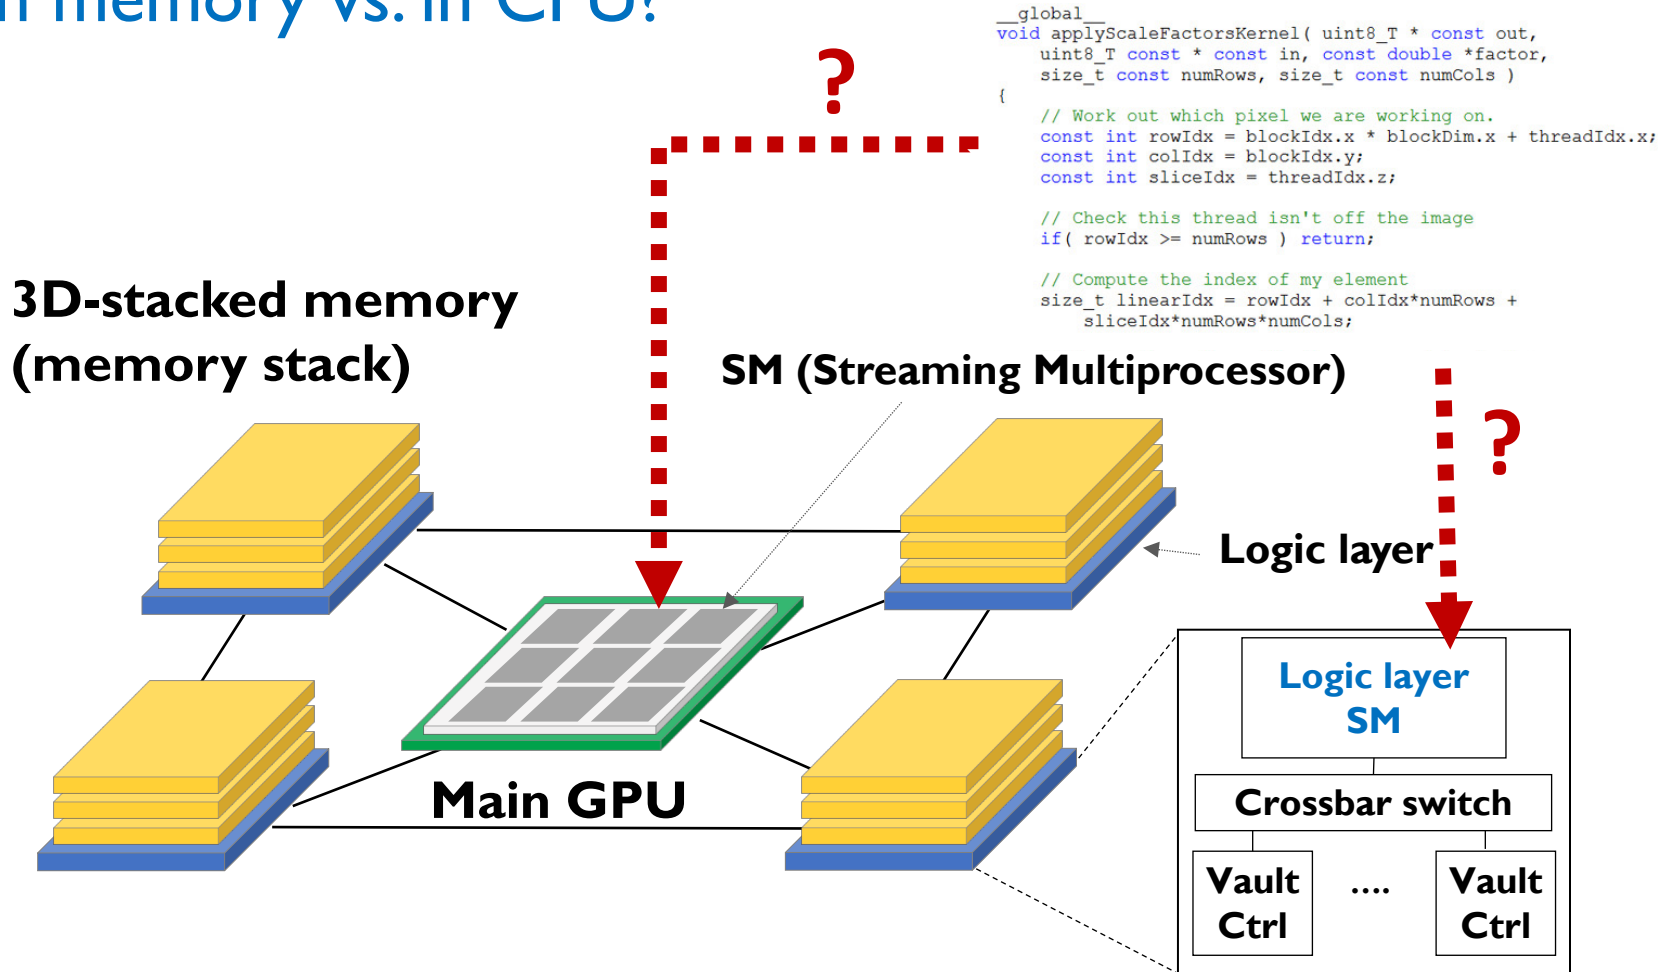 in memory vs. in CPU?
__global__
void applyScaleFactorsKernel( uint8_T * const out,
uint8_T const * const in, const double *factor,
size_t const numRows, size_t const numCols )
{
// Work out which pixel we are working on.
const int rowIdx = blockIdx.x * blockDim.x + threadIdx.x;
const int colIdx = blockIdx.y;
const int sliceIdx = threadIdx.z;
// Check this thread isn't off the image
if( rowIdx >= numRows ) return;
// Compute the index of my element
size_t linearIdx = rowIdx + colIdx*numRows +
sliceIdx*numRows*numCols;
?
3D-stacked memory
(memory stack)
SM (Streaming Multiprocessor)
?
Logic layer
Main GPU
Logic layer
SM
Crossbar switch
Vault
Ctrl
....
Vault
Ctrl